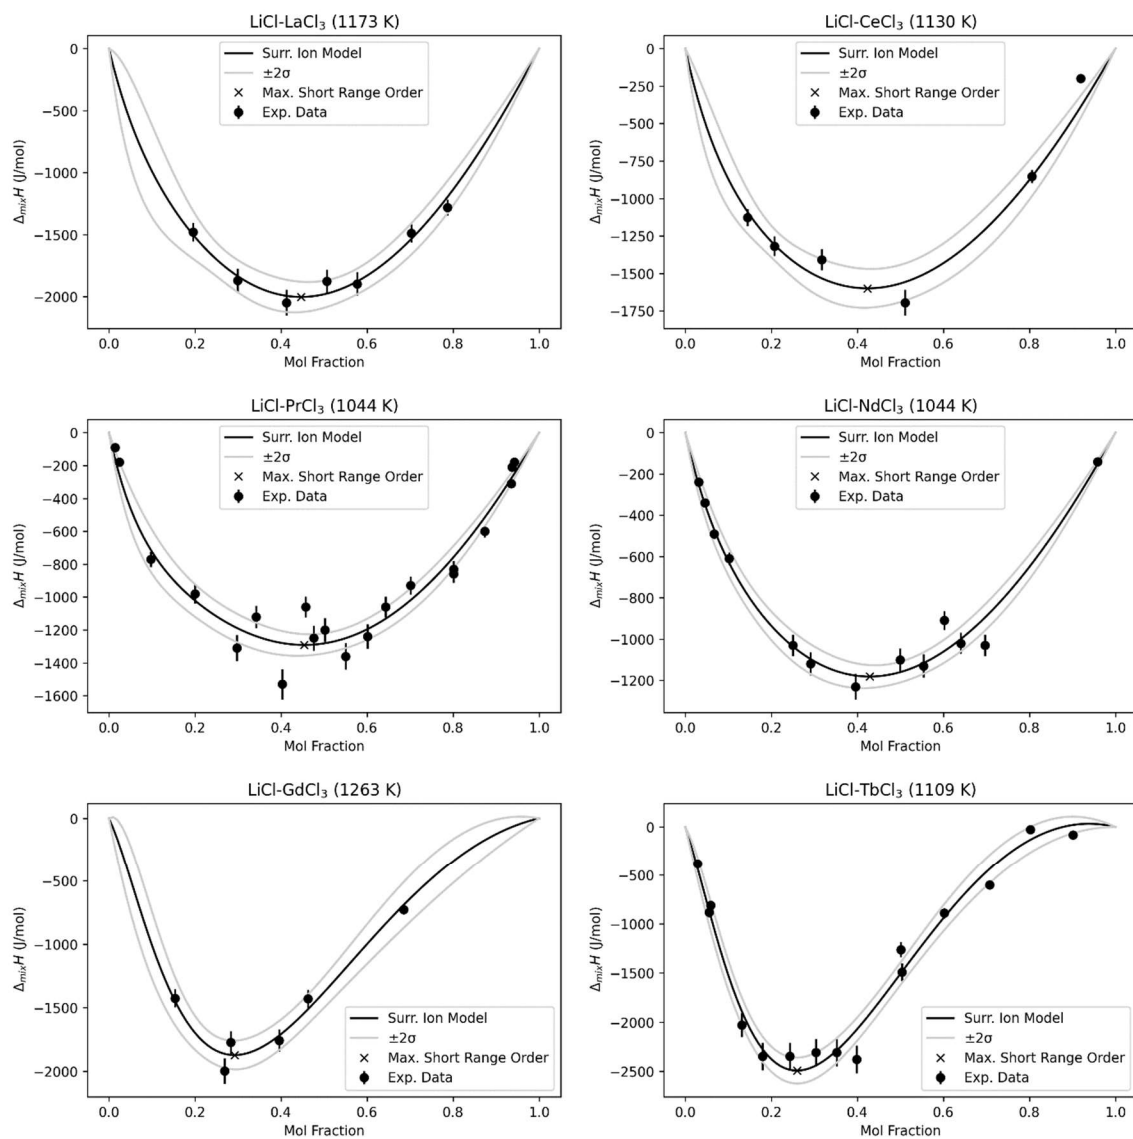 LiCl-LaCl₃ (1173 K)
0
−500
−1000
−1500
−2000
Δ_mixH (J/mol)
Surr. Ion Model
±2σ
Max. Short Range Order
Exp. Data
0.0 0.2 0.4 0.6 0.8 1.0
Mol Fraction
LiCl-CeCl₃ (1130 K)
0
−250
−500
−750
−1000
−1250
−1500
−1750
Δ_mixH (J/mol)
Surr. Ion Model
±2σ
Max. Short Range Order
Exp. Data
0.0 0.2 0.4 0.6 0.8 1.0
Mol Fraction
LiCl-PrCl₃ (1044 K)
0
−200
−400
−600
−800
−1000
−1200
−1400
−1600
Δ_mixH (J/mol)
Surr. Ion Model
±2σ
Max. Short Range Order
Exp. Data
0.0 0.2 0.4 0.6 0.8 1.0
Mol Fraction
LiCl-NdCl₃ (1044 K)
0
−200
−400
−600
−800
−1000
−1200
Δ_mixH (J/mol)
Surr. Ion Model
±2σ
Max. Short Range Order
Exp. Data
0.0 0.2 0.4 0.6 0.8 1.0
Mol Fraction
LiCl-GdCl₃ (1263 K)
0
−500
−1000
−1500
−2000
Δ_mixH (J/mol)
Surr. Ion Model
±2σ
Max. Short Range Order
Exp. Data
0.0 0.2 0.4 0.6 0.8 1.0
Mol Fraction
LiCl-TbCl₃ (1109 K)
0
−500
−1000
−1500
−2000
−2500
Δ_mixH (J/mol)
Surr. Ion Model
±2σ
Max. Short Range Order
Exp. Data
0.0 0.2 0.4 0.6 0.8 1.0
Mol Fraction